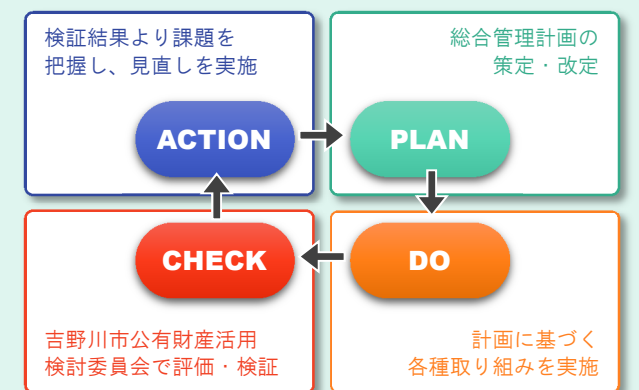 検証結果より課題を
把握し、見直しを実施
ACTION
総合管理計画の
策定・改定
PLAN
CHECK
吉野川市公有財産活用
検討委員会で評価・検証
DO
計画に基づく
各種取り組みを実施